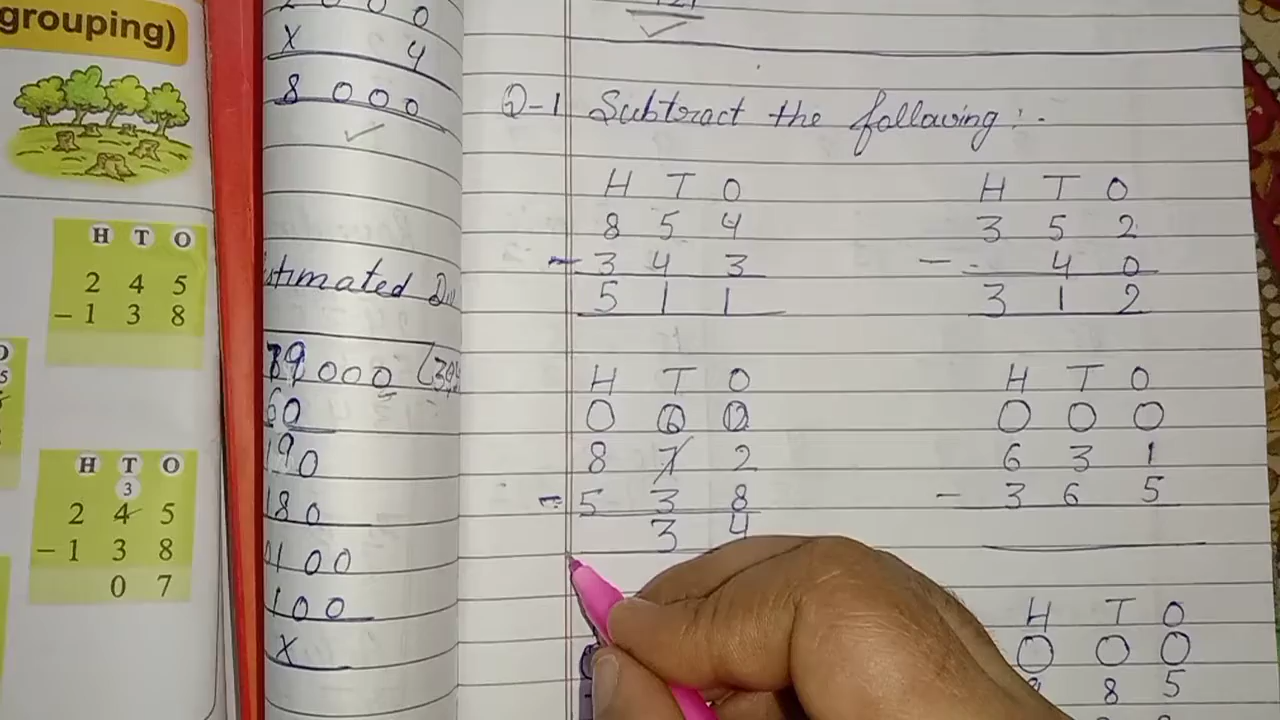 grouping)
H T O
2 4 5
- 1 3 8
H T O
3
2 4 5
- 1 3 8
0 7
x 4
8 0 0 0
60
190
180
100
100
x
Q-1 Subtract the following :-
H T O
8 5 4
- 3 4 3
5 1 1
H T O
3 5 2
- 4 0
3 1 2
H T O
6 12
8 7 2
- 5 3 8
3 4
H T O
6 3 1
- 3 6 5
H T O
8 5